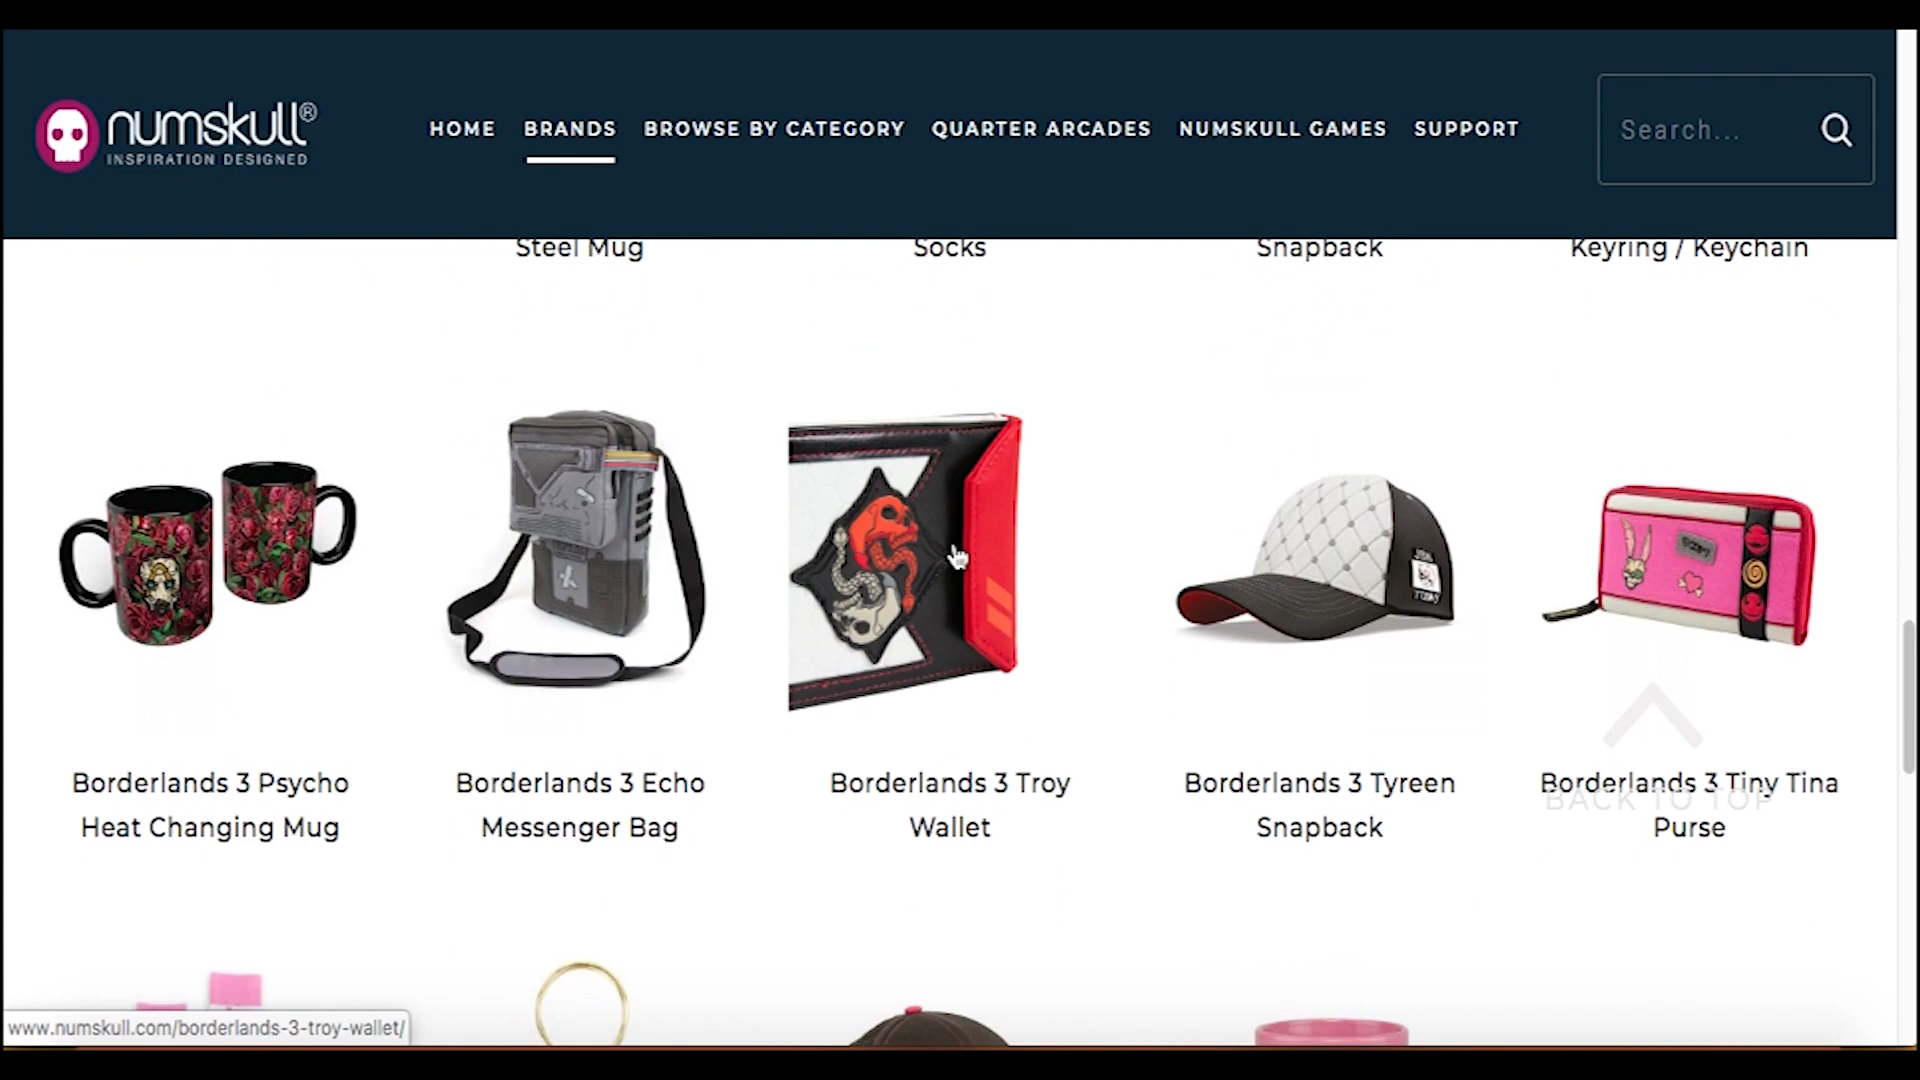 numskull®
INSPIRATION DESIGNED
HOME
BRANDS
BROWSE BY CATEGORY
QUARTER ARCADES
NUMSKULL GAMES
SUPPORT
Search...
Steel Mug
Socks
Snapback
Keyring / Keychain
Borderlands 3 Psycho
Heat Changing Mug
Borderlands 3 Echo
Messenger Bag
Borderlands 3 Troy
Wallet
Borderlands 3 Tyreen
Snapback
Borderlands 3 Tiny Tina
Purse
BACK TO TOP
www.numskull.com/borderlands-3-troy-wallet/